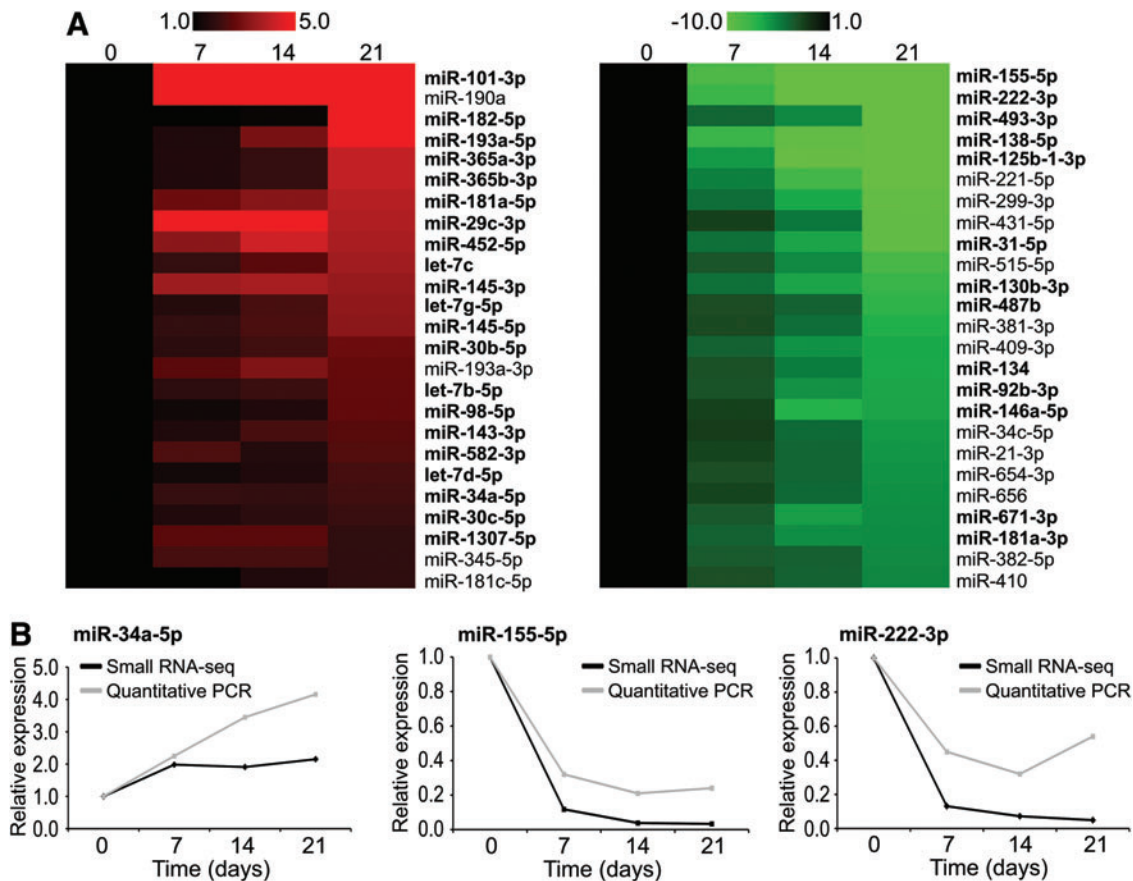 A
1.0 5.0
0 7 14 21
miR-101-3p
miR-190a
miR-182-5p
miR-193a-5p
miR-365a-3p
miR-365b-3p
miR-181a-5p
miR-29c-3p
miR-452-5p
let-7c
miR-145-3p
let-7g-5p
miR-145-5p
miR-30b-5p
miR-193a-3p
let-7b-5p
miR-98-5p
miR-143-3p
miR-582-3p
let-7d-5p
miR-34a-5p
miR-30c-5p
miR-1307-5p
miR-345-5p
miR-181c-5p
-10.0 1.0
0 7 14 21
miR-155-5p
miR-222-3p
miR-493-3p
miR-138-5p
miR-125b-1-3p
miR-221-5p
miR-299-3p
miR-431-5p
miR-31-5p
miR-515-5p
miR-130b-3p
miR-487b
miR-381-3p
miR-409-3p
miR-134
miR-92b-3p
miR-146a-5p
miR-34c-5p
miR-21-3p
miR-654-3p
miR-656
miR-671-3p
miR-181a-3p
miR-382-5p
miR-410
B
miR-34a-5p
Relative expression
5.0
4.0
3.0
2.0
1.0
0.0
Small RNA-seq
Quantitative PCR
0 7 14 21
Time (days)
miR-155-5p
Relative expression
1.0
0.8
0.6
0.4
0.2
0.0
Small RNA-seq
Quantitative PCR
0 7 14 21
Time (days)
miR-222-3p
Relative expression
1.0
0.8
0.6
0.4
0.2
0.0
Small RNA-seq
Quantitative PCR
0 7 14 21
Time (days)